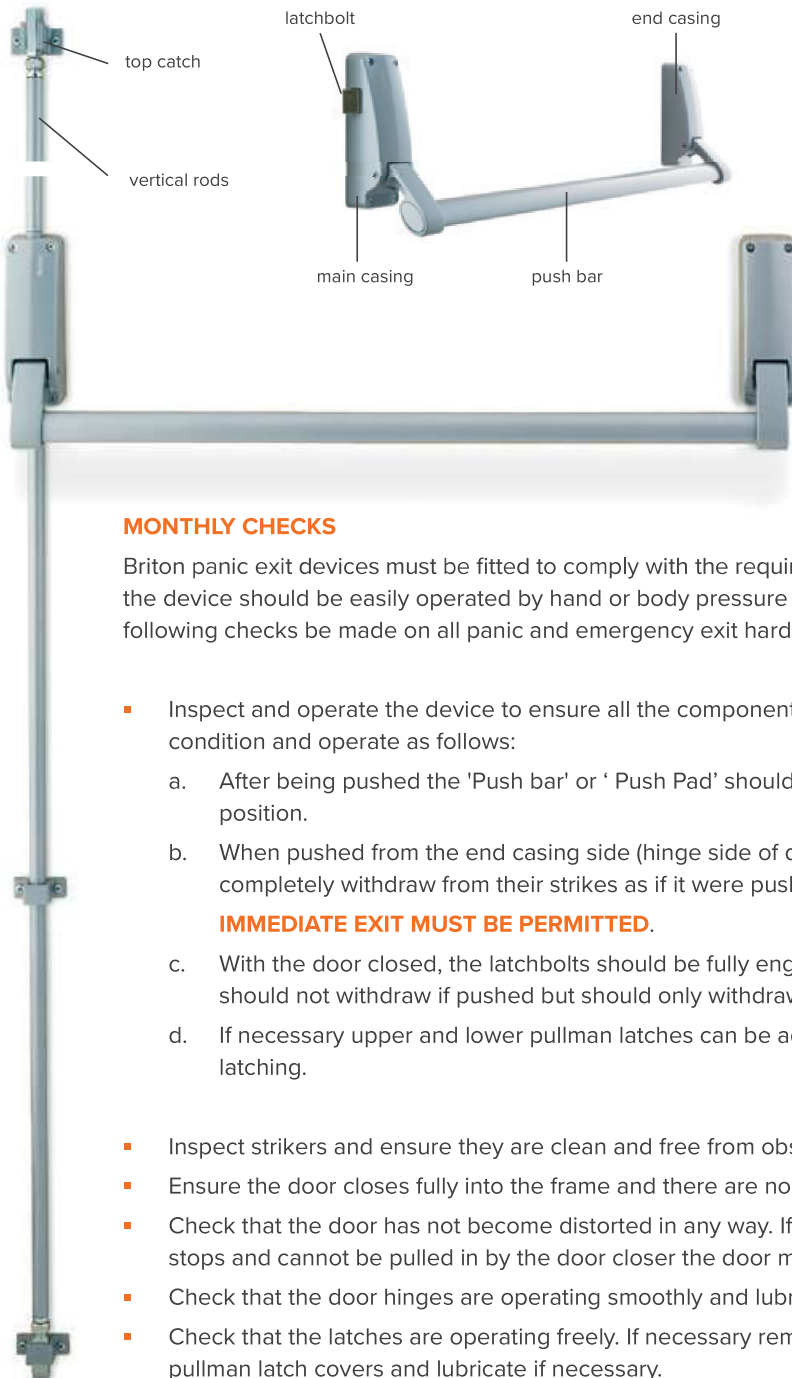 latchbolt
end casing
top catch
vertical rods
main casing
push bar
MONTHLY CHECKS
Briton panic exit devices must be fitted to comply with the
the device should be easily operated by hand or body pressure
following checks be made on all panic and emergency exit
Inspect and operate the device to ensure all the
condition and operate as follows:
a. After being pushed the 'Push bar' or ‘ Push Pad’ should
position.
b. When pushed from the end casing side (hinge side of
completely withdraw from their strikes as if it were
IMMEDIATE EXIT MUST BE PERMITTED.
c. With the door closed, the latchbolts should be fully
should not withdraw if pushed but should only
d. If necessary upper and lower pullman latches can be
latching.
Inspect strikers and ensure they are clean and free from
Ensure the door closes fully into the frame and there are no
Check that the door has not become distorted in any way. If
stops and cannot be pulled in by the door closer the door
Check that the door hinges are operating smoothly and
Check that the latches are operating freely. If necessary
pullman latch covers and lubricate if necessary.